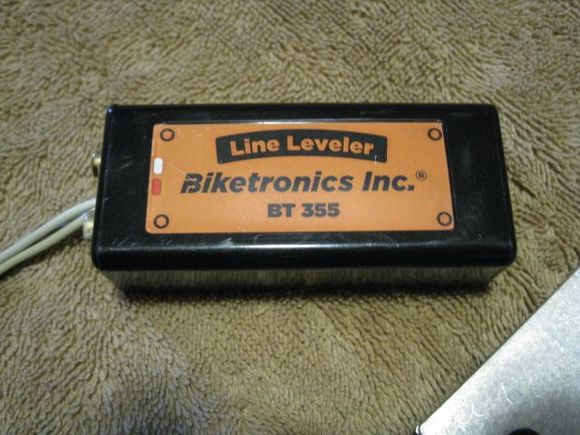 Line Leveler
Biketronics Inc.®
BT 355